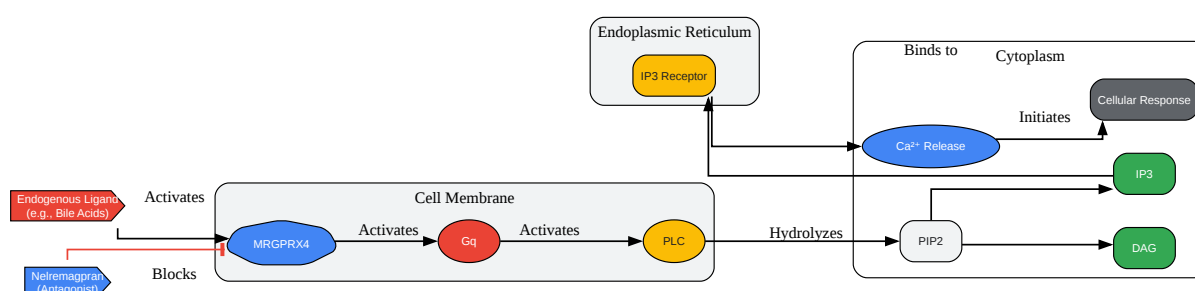 Endoplasmic Reticulum
IP3 Receptor
Binds to
Cytoplasm
Cellular Response
Initiates
Ca²⁺ Release
IP3
Endogenous Ligand
(e.g., Bile Acids)
Activates
Cell Membrane
MRGPRX4
Activates
Gq
Activates
PLC
Hydrolyzes
PIP2
DAG
Blocks
Nelremagpran
(Antagonist)